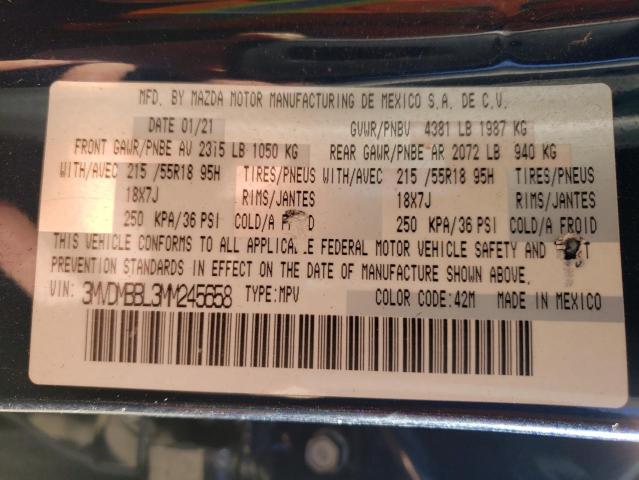 MFD. BY MAZDA MOTOR MANUFACTURING DE MEXICO S.A. DE C.V.
DATE 01/21 GVWR/PNBV 4381 LB 1987 KG
FRONT GAWR/PNBE AV 2315 LB 1050 KG REAR GAWR/PNBE AR 2072 LB 940 KG
WITH/AVEC 215 /55R18 95H TIRES/PNEUS WITH/AVEC 215 /55R18 95H TIRES/PNEUS
18X7J RIMS/JANTES 18X7J RIMS/JANTES
250 KPA/36 PSI COLD/A FROID 250 KPA/36 PSI COLD/A FROID
THIS VEHICLE CONFORMS TO ALL APPLICABLE FEDERAL MOTOR VEHICLE SAFETY AND THEFT
PREVENTION STANDARDS IN EFFECT ON THE DATE OF MANUFACTURE SHOWN ABOVE.
VIN: 3MVDMBBL3MM245658 TYPE:MPV COLOR CODE:42M MADE IN MEXICO